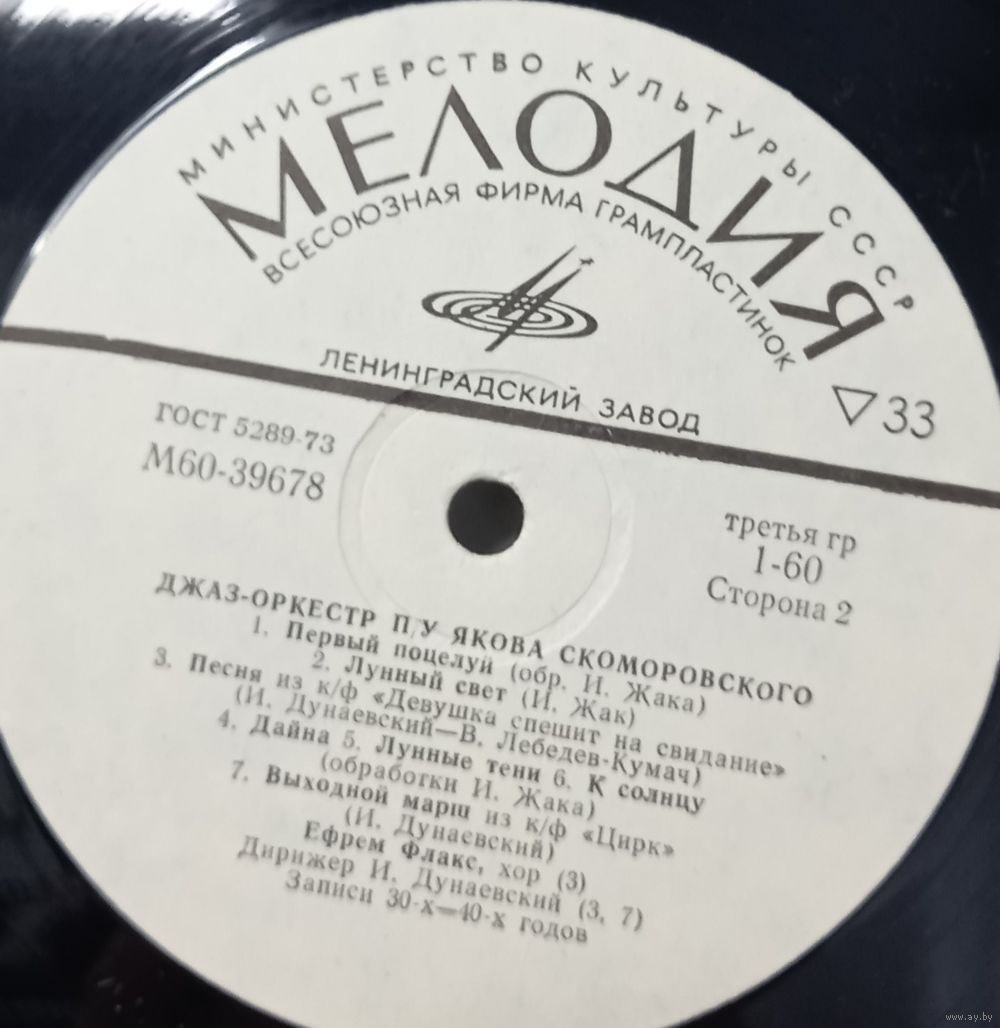 МИНИСТЕРСТВО КУЛЬТУРЫ СССР
МЕЛОДИЯ
ВСЕСОЮЗНАЯ ФИРМА ГРАМПЛАСТИНОК
ЛЕНИНГРАДСКИЙ ЗАВОД
▽33
ГОСТ 5289-73
М60-39678
третья гр
1-60
Сторона 2
ДЖАЗ-ОРКЕСТР П/У ЯКОВА СКОМОРОВСКОГО
1. Первый поцелуй (обр. И. Жака)
2. Лунный свет (И. Жак)
3. Песня из к/ф «Девушка спешит на свидание»
(И. Дунаевский—В. Лебедев-Кумач)
4. Дайна 5. Лунные тени 6. К солнцу
(обработки И. Жака)
7. Выходной марш из к/ф «Цирк»
(И. Дунаевский)
Ефрем Флакс, хор (3)
Дирижер И. Дунаевский (3, 7)
Записи 30-х—40-х годов
www.ay.by